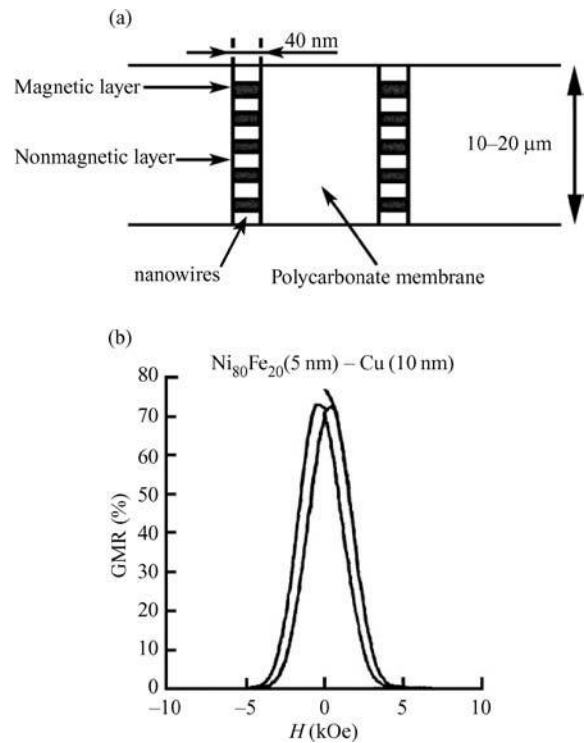 (a)
40 nm
Magnetic layer
Nonmagnetic layer
10–20 μm
nanowires
Polycarbonate membrane
(b)
Ni₈₀Fe₂₀(5 nm) – Cu (10 nm)
80
70
60
50
40
30
20
10
0
GMR (%)
−10
−5
0
5
10
H (kOe)